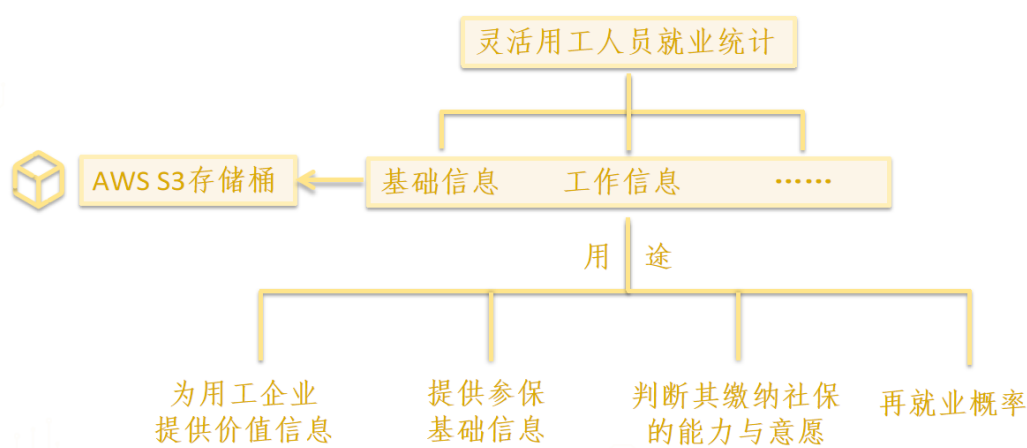 灵活用工人员就业统计
AWS S3存储桶
基础信息 工作信息 ……
用途
为用工企业
提供价值信息
提供参保
基础信息
判断其缴纳社保
的能力与意愿
再就业概率